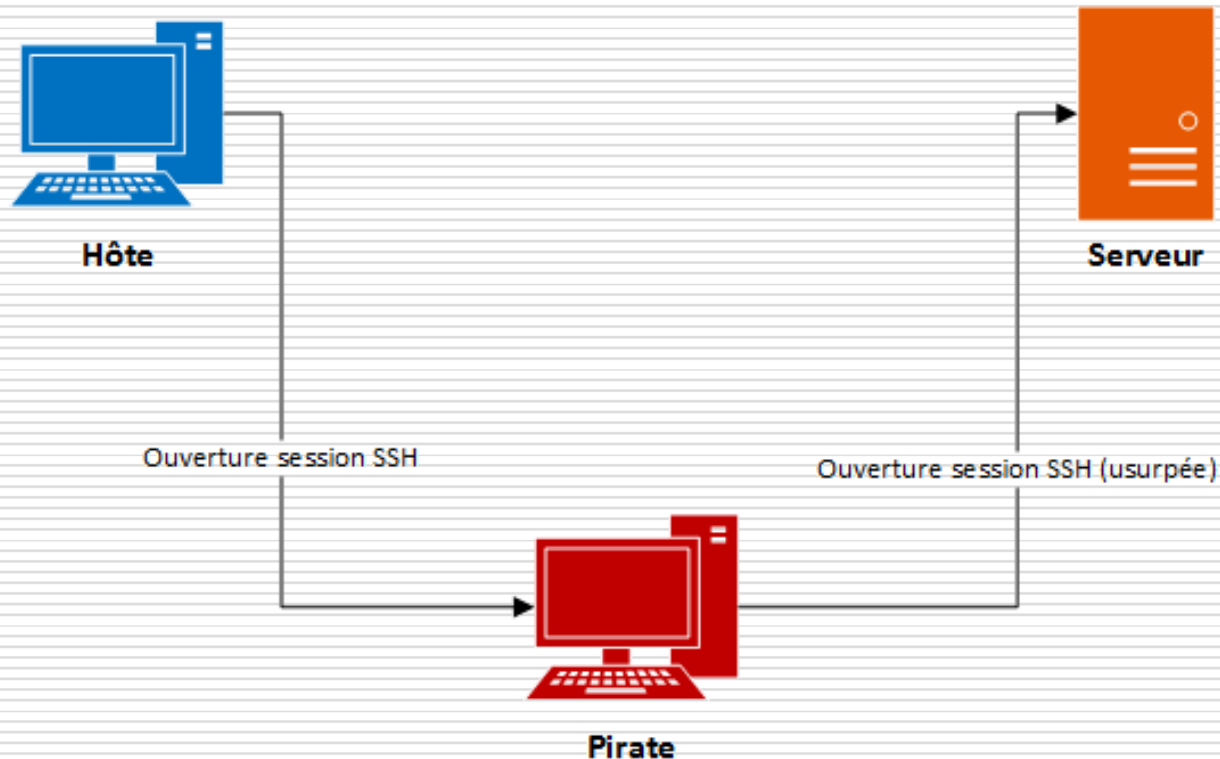 Hôte
Serveur
Ouverture session SSH
Ouverture session SSH (usurpée)
Pirate